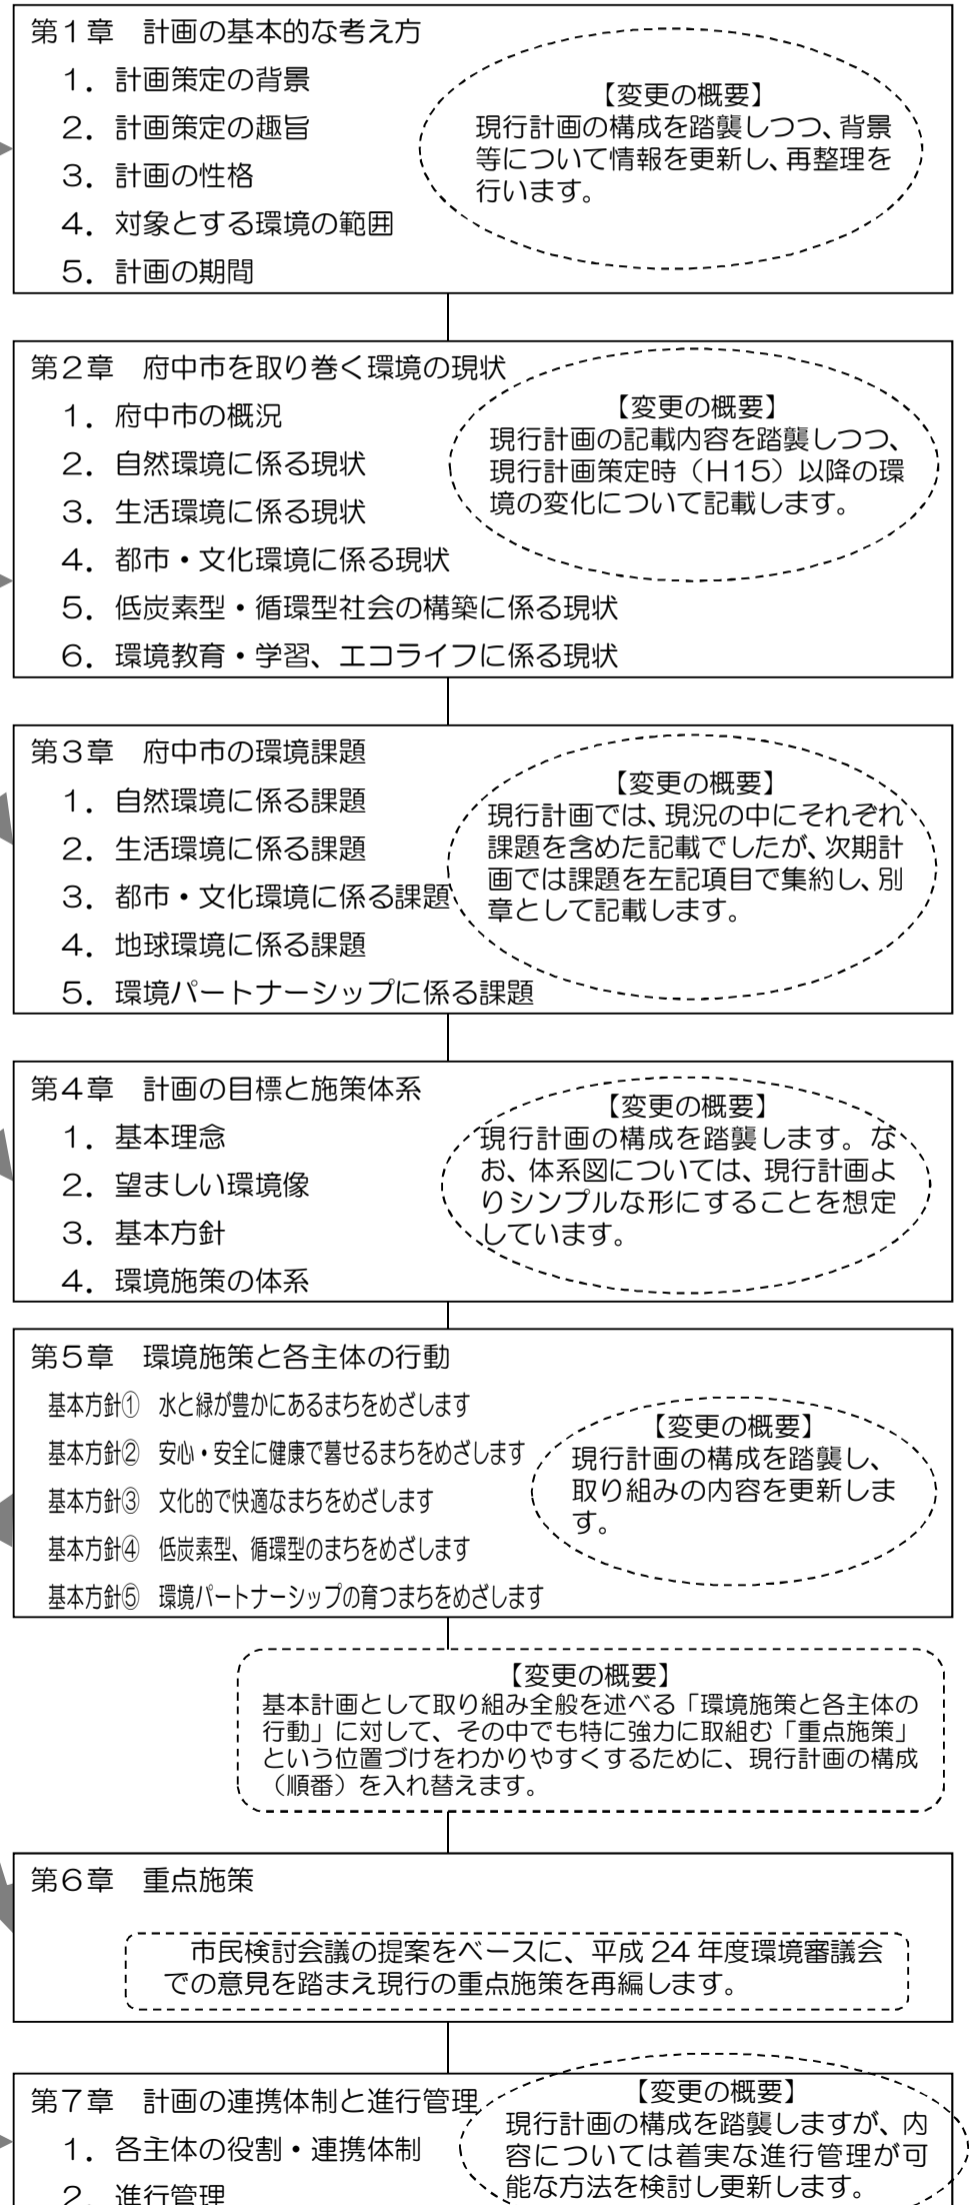 第1章　計画の基本的な考え方
1．計画策定の背景
2．計画策定の趣旨
3．計画の性格
4．対象とする環境の範囲
5．計画の期間
【変更の概要】
現行計画の構成を踏襲しつつ、背景
等について情報を更新し、再整理を
行います。
第2章　府中市を取り巻く環境の現状
1．府中市の概況
2．自然環境に係る現状
3．生活環境に係る現状
4．都市・文化環境に係る現状
5．低炭素型・循環型社会の構築に係る現状
6．環境教育・学習、エコライフに係る現状
【変更の概要】
現行計画の記載内容を踏襲しつつ、
現行計画策定時（H15）以降の環
境の変化について記載します。
第3章　府中市の環境課題
1．自然環境に係る課題
2．生活環境に係る課題
3．都市・文化環境に係る課題
4．地球環境に係る課題
5．環境パートナーシップに係る課題
【変更の概要】
現行計画では、現況の中にそれぞれ
課題を含めた記載でしたが、次期計
画では課題を左記項目で集約し、別
章として記載します。
第4章　計画の目標と施策体系
1．基本理念
2．望ましい環境像
3．基本方針
4．環境施策の体系
【変更の概要】
現行計画の構成を踏襲します。な
お、体系図については、現行計画よ
りシンプルな形にすることを想定
しています。
第5章　環境施策と各主体の行動
基本方針①　水と緑が豊かにあるまちをめざします
基本方針②　安心・安全に健康で暮せるまちをめざします
基本方針③　文化的で快適なまちをめざします
基本方針④　低炭素型、循環型のまちをめざします
基本方針⑤　環境パートナーシップの育つまちをめざします
【変更の概要】
現行計画の構成を踏襲し、
取り組みの内容を更新しま
す。
【変更の概要】
基本計画として取り組み全般を述べる「環境施策と各主体の
行動」に対して、その中でも特に強力に取組む「重点施策」
という位置づけをわかりやすくするために、現行計画の構成
（順番）を入れ替えます。
第6章　重点施策
市民検討会議の提案をベースに、平成 24 年度環境審議会
での意見を踏まえ現行の重点施策を再編します。
第7章　計画の連携体制と進行管理
1．各主体の役割・連携体制
2．進行管理
【変更の概要】
現行計画の構成を踏襲しますが、内
容については着実な進行管理が可
能な方法を検討し更新します。